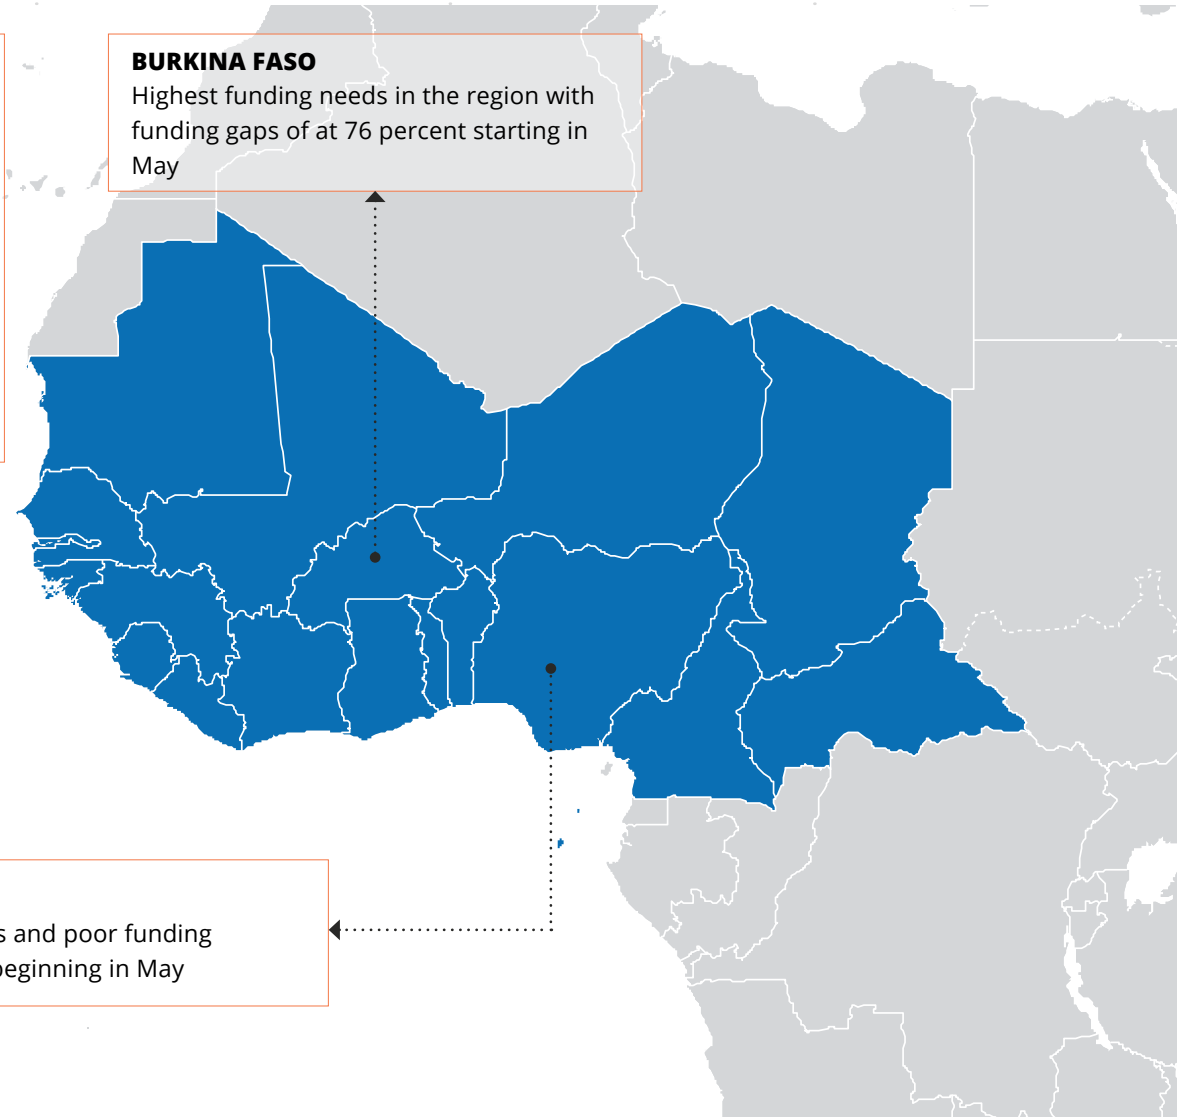 BURKINA FASO
Highest funding needs in the region with
funding gaps of at 76 percent starting in
May
and poor funding
beginning in May